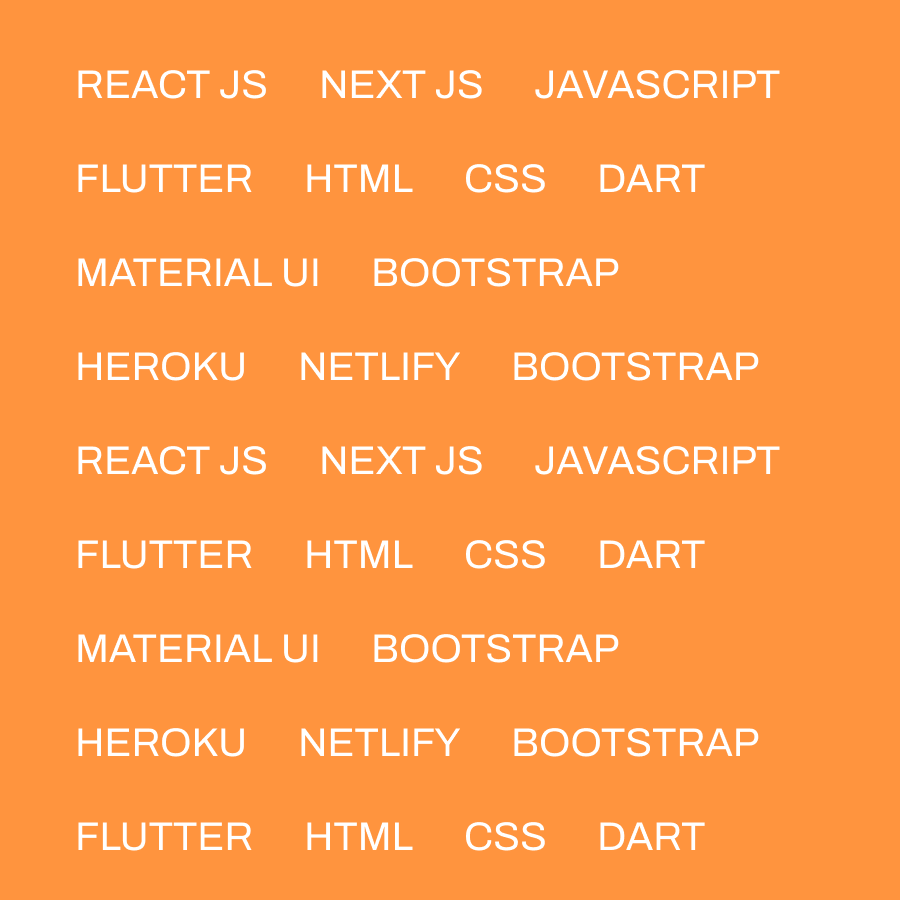 REACT JS NEXT JS JAVASCRIPT
FLUTTER HTML CSS DART
MATERIAL UI BOOTSTRAP
HEROKU NETLIFY BOOTSTRAP
REACT JS NEXT JS JAVASCRIPT
FLUTTER HTML CSS DART
MATERIAL UI BOOTSTRAP
HEROKU NETLIFY BOOTSTRAP
FLUTTER HTML CSS DART